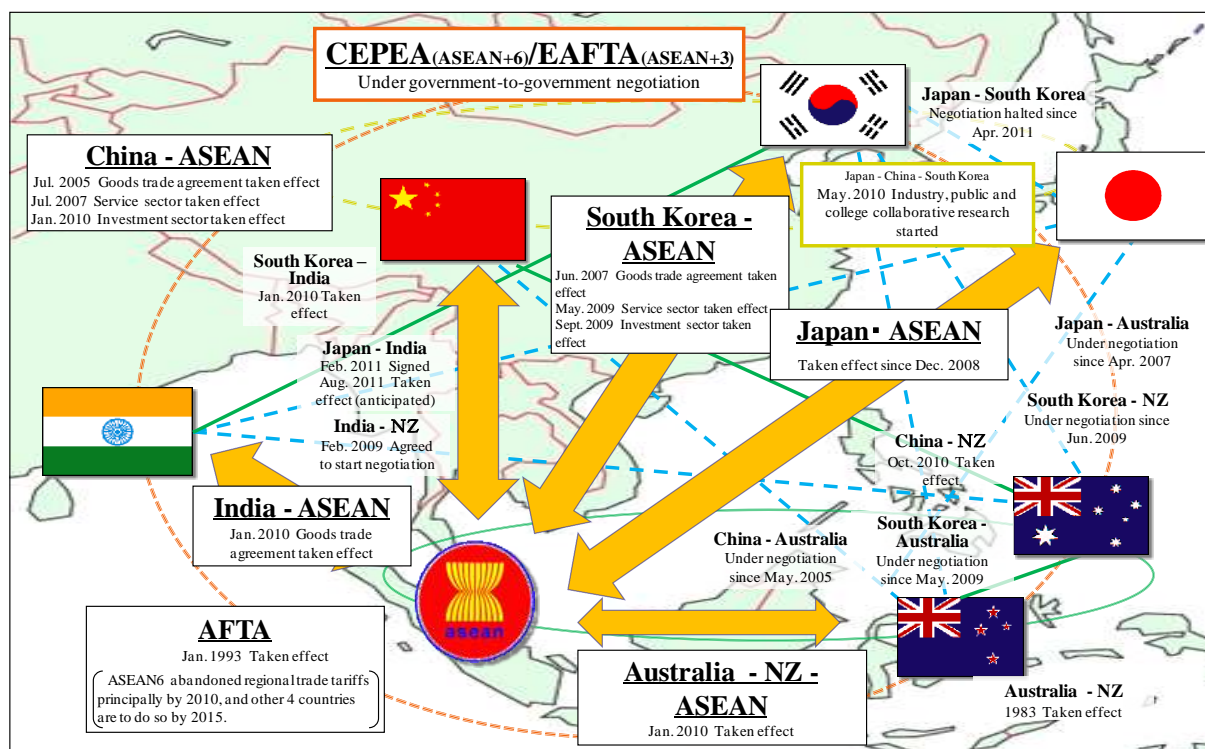 CEPEA(ASEAN+6)/EAFTA(ASEAN+3)
Under government-to-government negotiation
Japan - South Korea
Negotiation halted since
Apr. 2011
China - ASEAN
Jul. 2005 Goods trade agreement taken effect
Jul. 2007 Service sector taken effect
Jan. 2010 Investment sector taken effect
Japan - China - South Korea
May. 2010 Industry, public and
college collaborative research
started
South Korea -
ASEAN
Jun. 2007 Goods trade agreement taken
effect
May. 2009 Service sector taken effect
Sept. 2009 Investment sector taken
effect
South Korea –
India
Jan. 2010 Taken
effect
Japan・ASEAN
Taken effect since Dec. 2008
Japan - Australia
Under negotiation
since Apr. 2007
Japan - India
Feb. 2011 Signed
Aug. 2011 Taken
effect (anticipated)
India - NZ
Feb. 2009 Agreed
to start negotiation
South Korea - NZ
Under negotiation since
Jun. 2009
China - NZ
Oct. 2010 Taken
effect
India - ASEAN
Jan. 2010 Goods trade
agreement taken effect
China - Australia
Under negotiation
since May. 2005
South Korea -
Australia
Under negotiation
since May. 2009
asean
AFTA
Jan. 1993 Taken effect
ASEAN6 abandoned regional trade tariffs
principally by 2010, and other 4 countries
are to do so by 2015.
Australia - NZ -
ASEAN
Jan. 2010 Taken effect
Australia - NZ
1983 Taken effect